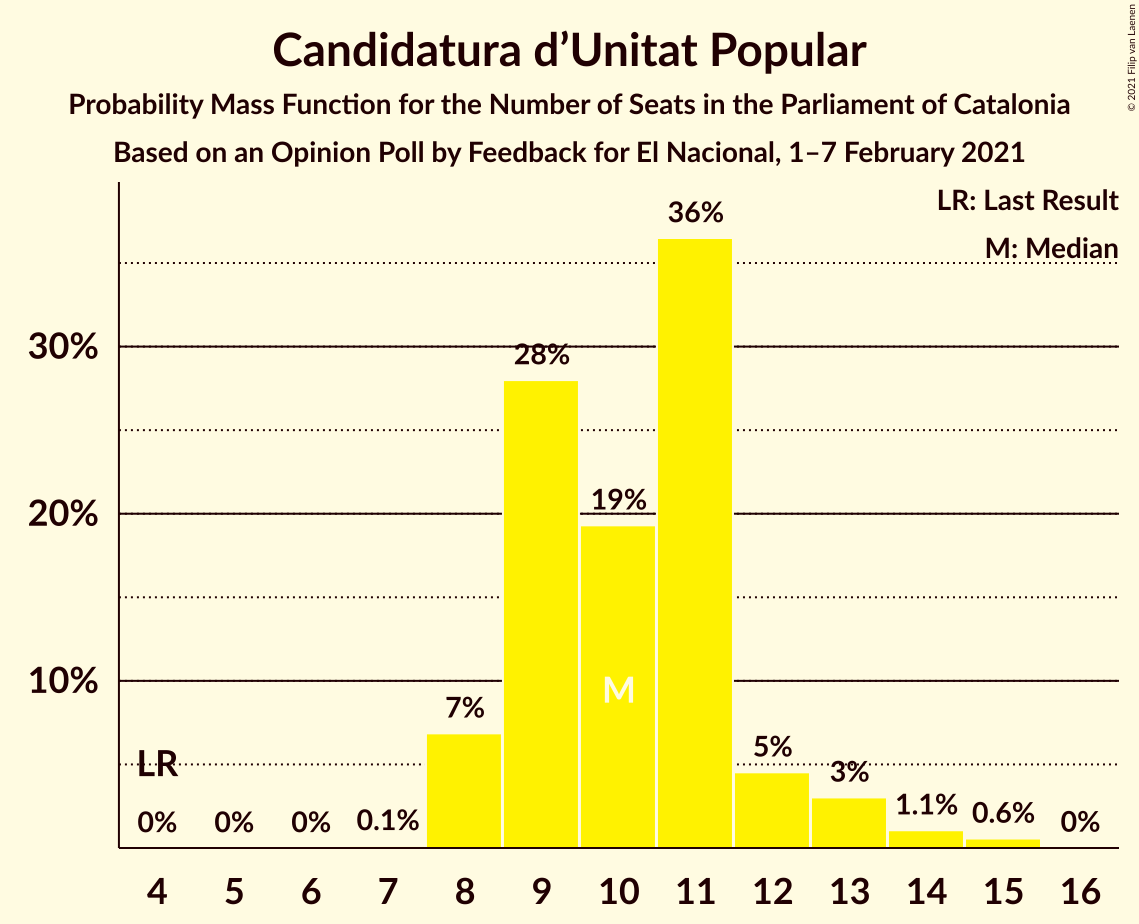 Candidatura d’Unitat Popular
Probability Mass Function for the Number of Seats in the Parliament of Catalonia
Based on an Opinion Poll by Feedback for El Nacional, 1–7 February 2021
© 2021 Filip van Laenen
LR: Last Result
M: Median
36%
30%
28%
20%
19%
10%
M
7%
LR
5%
3%
1.1%
0.6%
0% 0% 0% 0.1% 0%
4 5 6 7 8 9 10 11 12 13 14 15 16